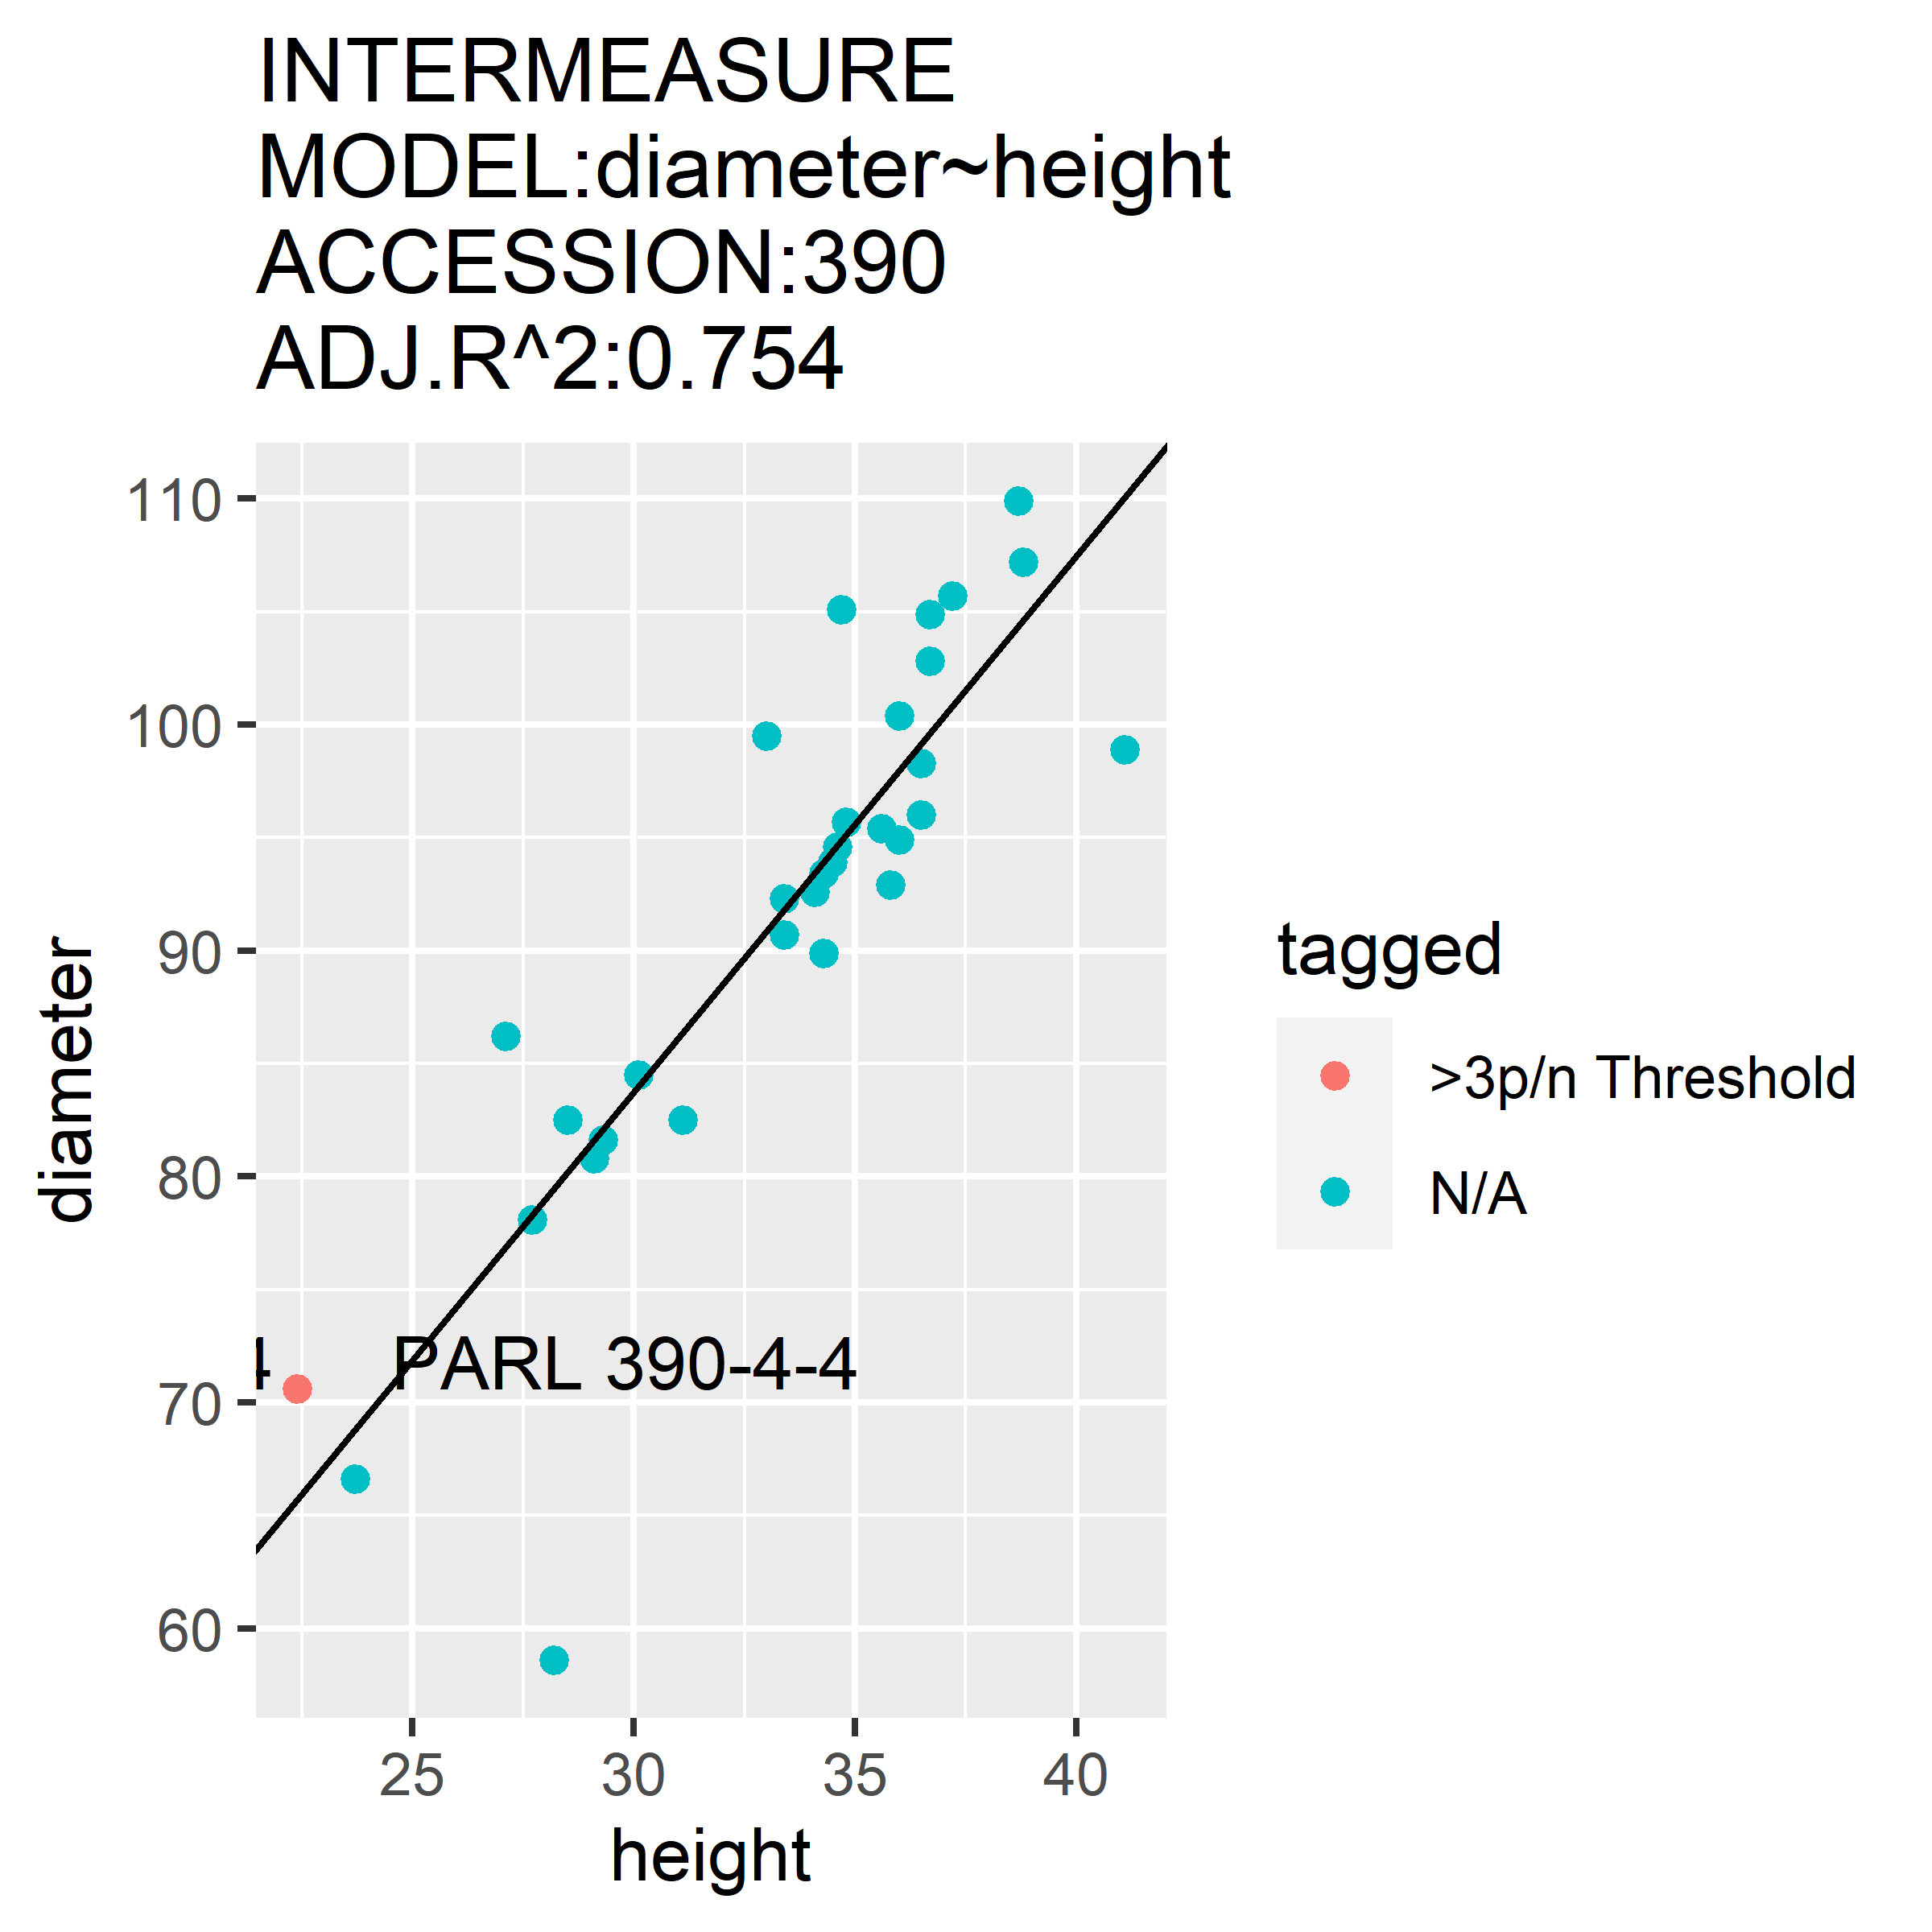 INTERMEASURE
MODEL:diameter~height
ACCESSION:390
ADJ.R^2:0.754
110
100
90
80
70
60
diameter
4 PARL 390-4-4
25 30 35 40
height
tagged
>3p/n Threshold
N/A